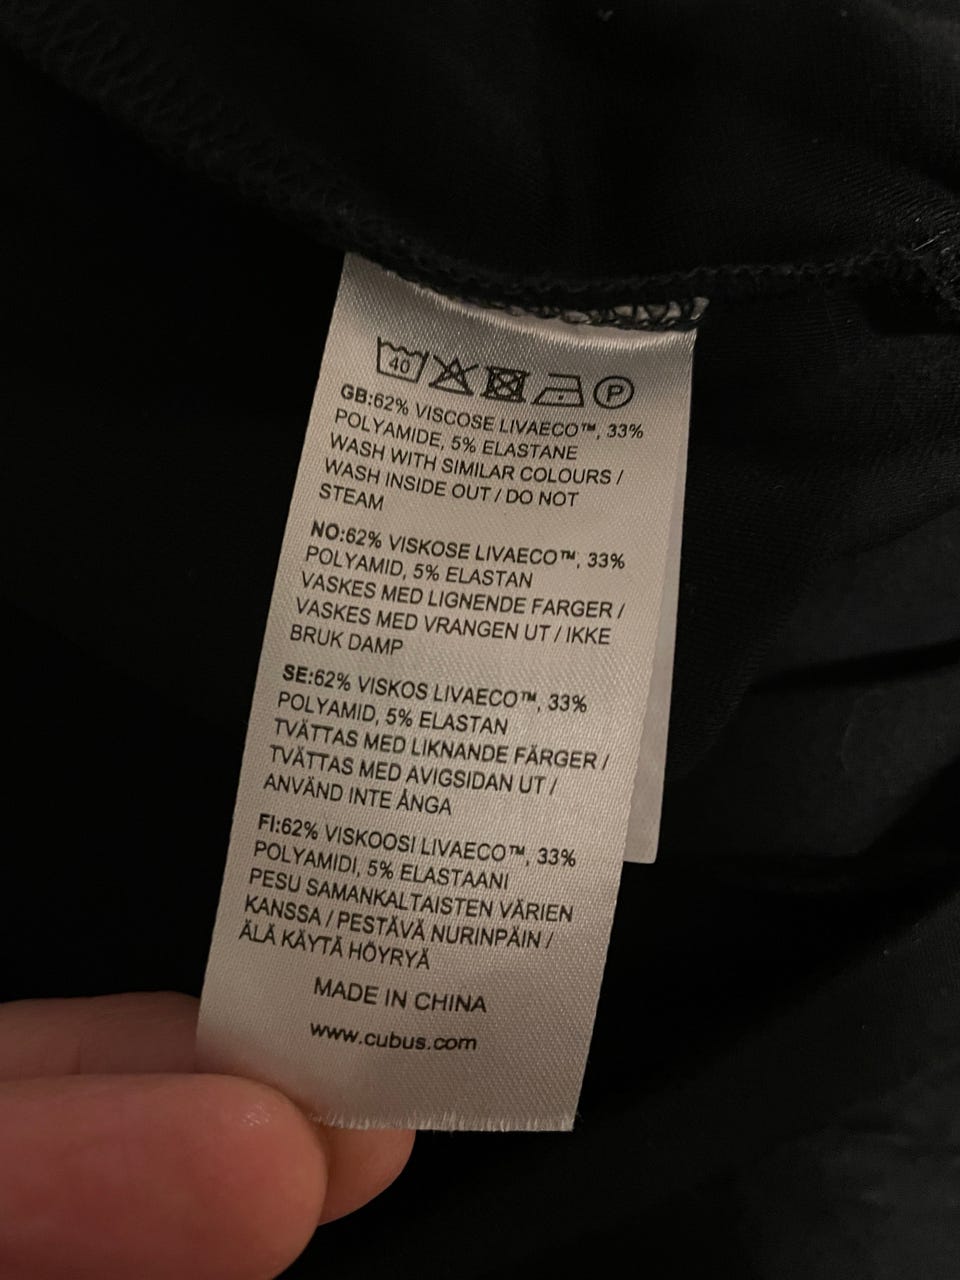 40 P
GB:62% VISCOSE LIVAECO™, 33%
POLYAMIDE, 5% ELASTANE
WASH WITH SIMILAR COLOURS /
WASH INSIDE OUT / DO NOT
STEAM
NO:62% VISKOSE LIVAECO™, 33%
POLYAMID, 5% ELASTAN
VASKES MED LIGNENDE FARGER /
VASKES MED VRANGEN UT / IKKE
BRUK DAMP
SE:62% VISKOS LIVAECO™, 33%
POLYAMID, 5% ELASTAN
TVÄTTAS MED LIKNANDE FÄRGER /
TVÄTTAS MED AVIGSIDAN UT /
ANVÄND INTE ÅNGA
FI:62% VISKOOSI LIVAECO™, 33%
POLYAMIDI, 5% ELASTAANI
PESU SAMANKALTAISTEN VÄRIEN
KANSSA / PESTÄVÄ NURINPÄIN /
ÄLÄ KÄYTÄ HÖYRYÄ
MADE IN CHINA
www.cubus.com